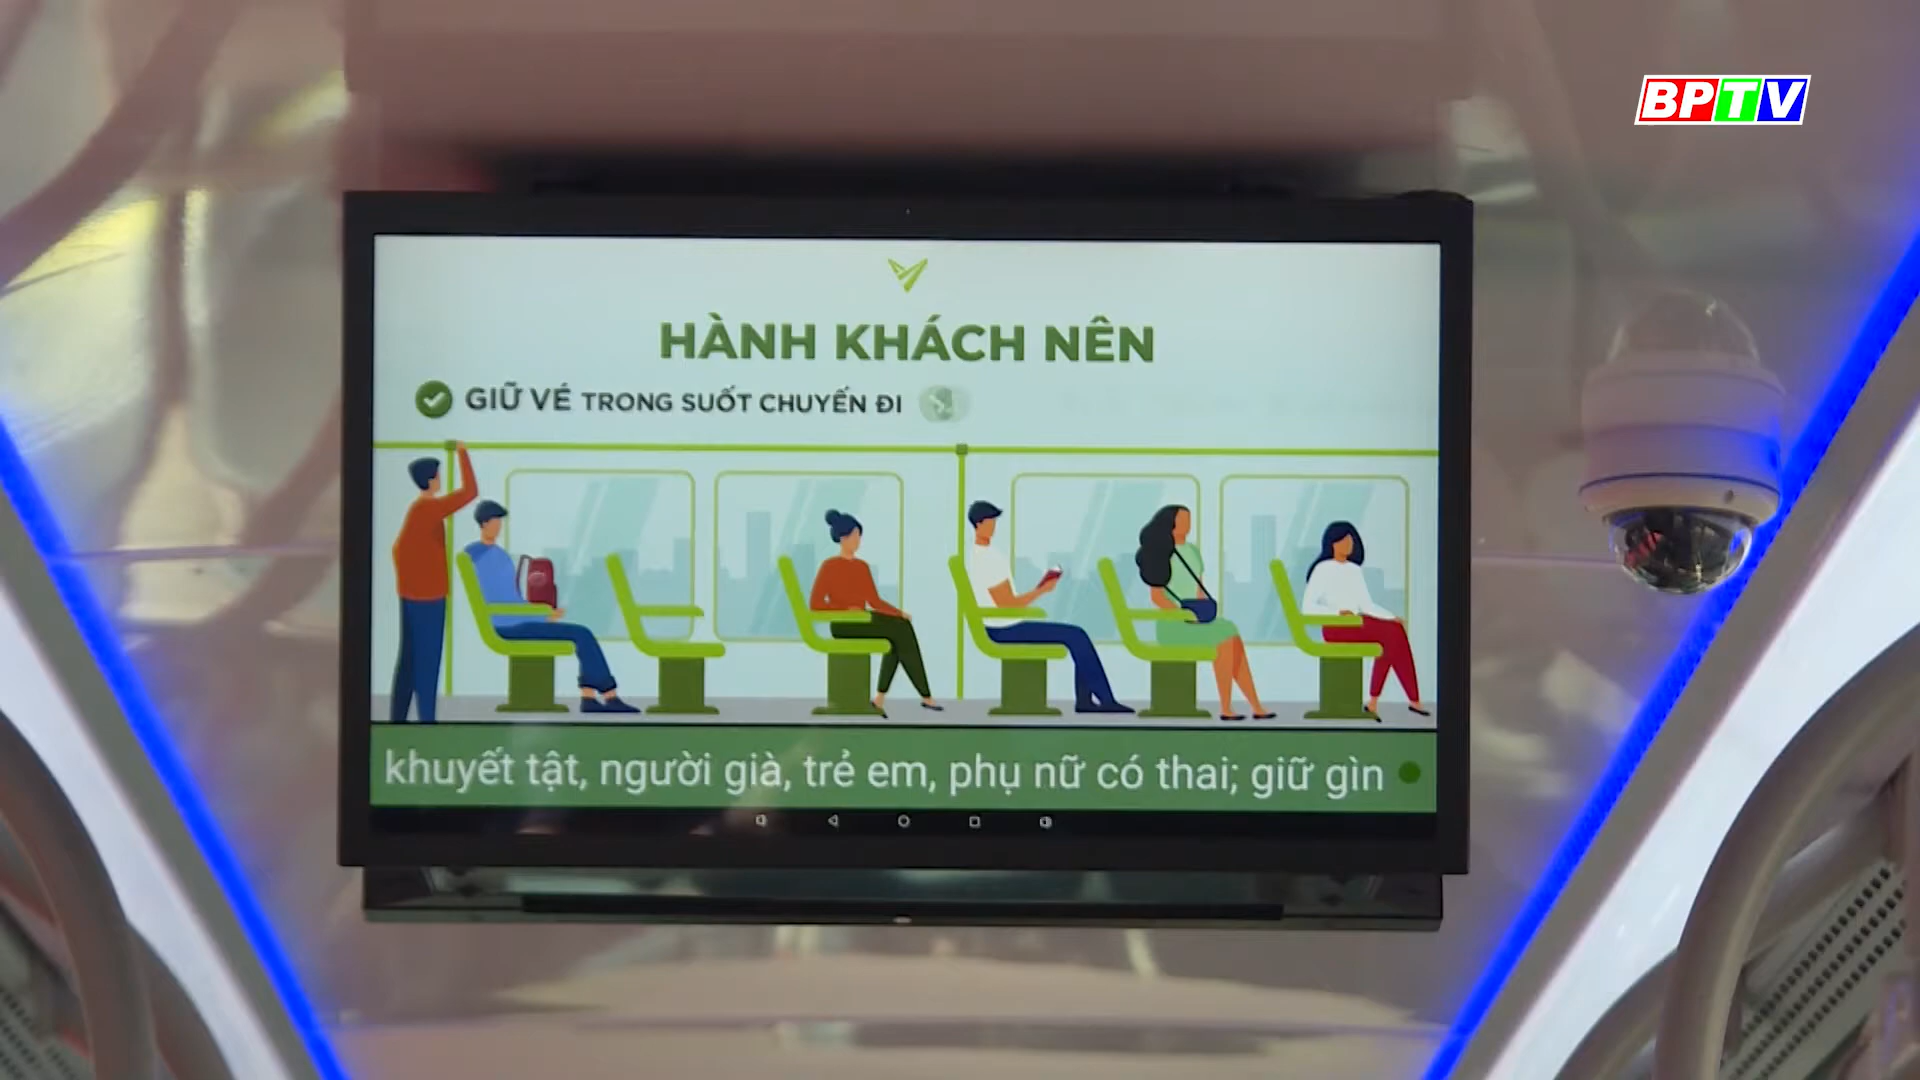 BPTV
HÀNH KHÁCH NÊN
GIỮ VÉ TRONG SUỐT CHUYẾN ĐI
khuyết tật, người già, trẻ em, phụ nữ có thai; giữ gìn